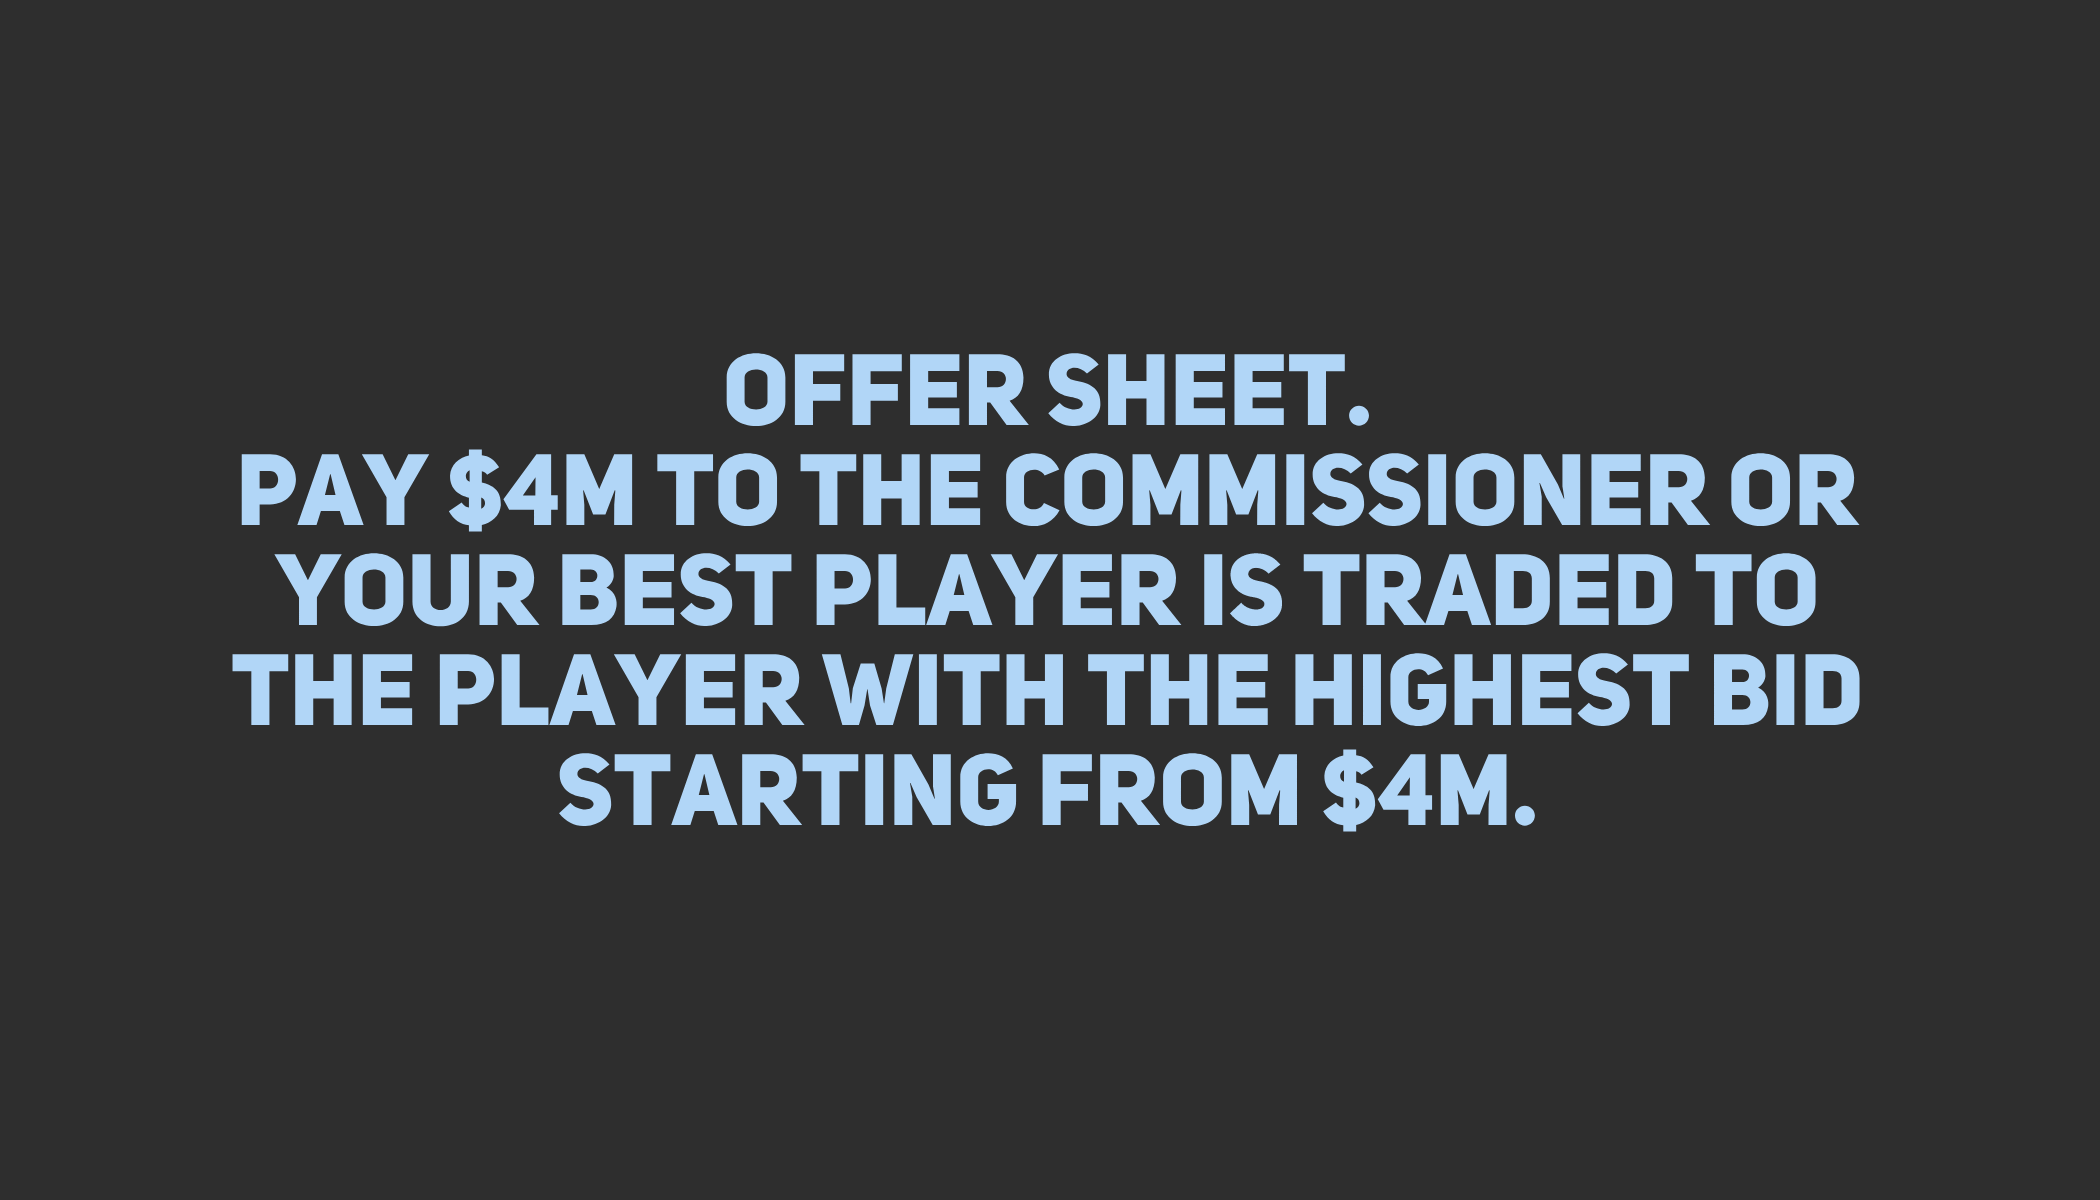 OFFER SHEET.
PAY $4M TO THE COMMISSIONER OR
YOUR BEST PLAYER IS TRADED TO
THE PLAYER WITH THE HIGHEST BID
STARTING FROM $4M.